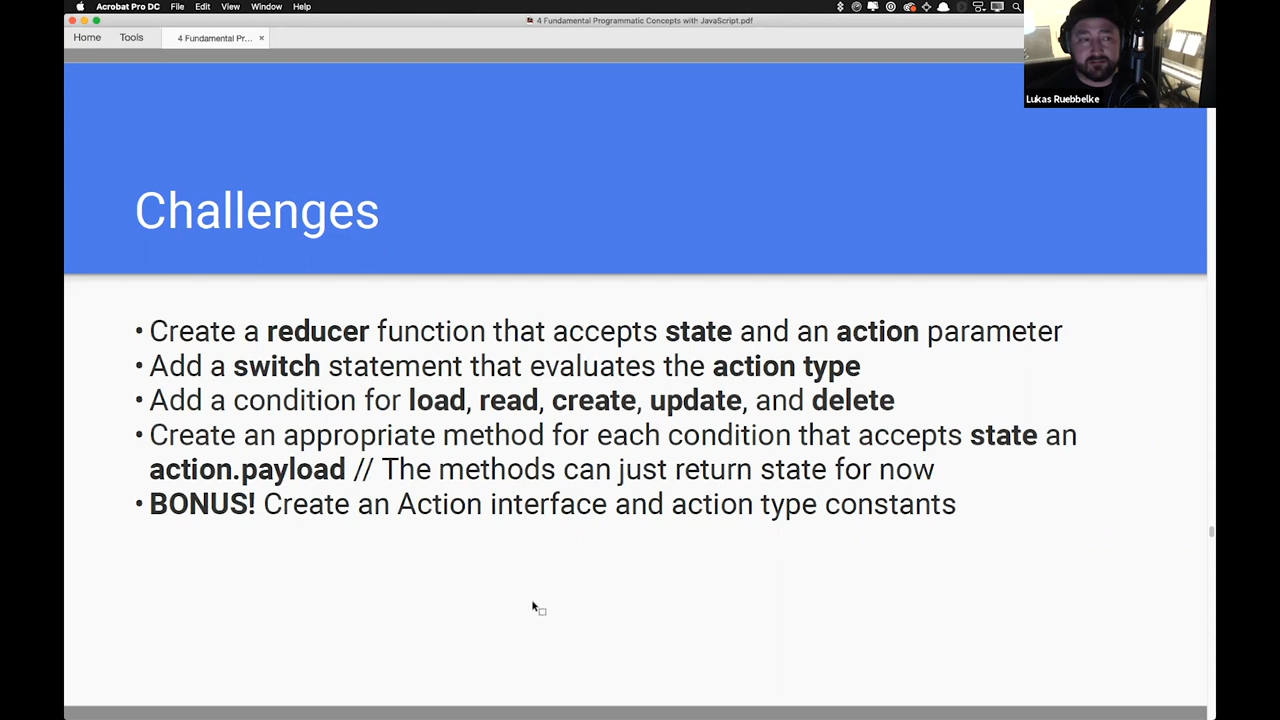 Acrobat Pro DC File Edit View Window Help
4 Fundamental Programmatic Concepts with JavaScript.pdf
Home Tools 4 Fundamental Pr... ×
Lukas Ruebbelke
Challenges
• Create a reducer function that accepts state and an action parameter
• Add a switch statement that evaluates the action type
• Add a condition for load, read, create, update, and delete
• Create an appropriate method for each condition that accepts state an
action.payload // The methods can just return state for now
• BONUS! Create an Action interface and action type constants